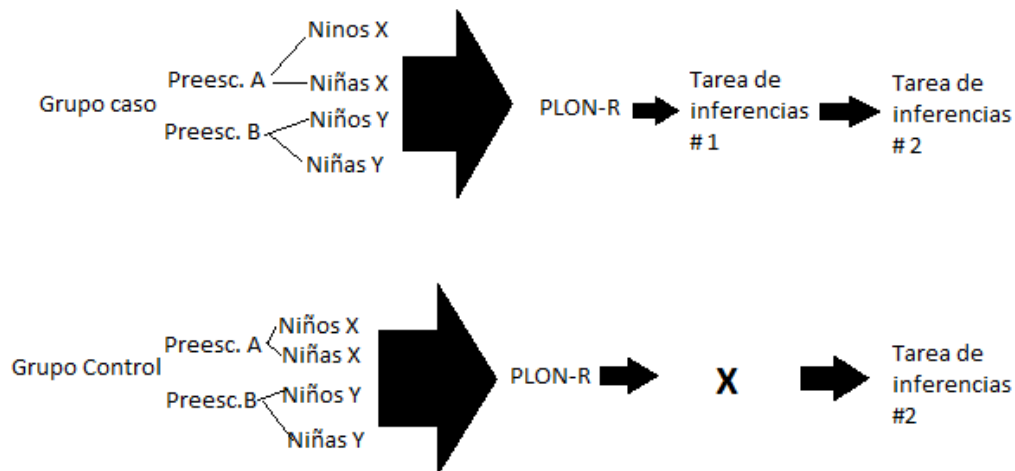 Ninos X
Preesc. A
Niñas X
Grupo caso
Niños Y
Preesc. B
Niñas Y
PLON-R
Tarea de
inferencias
# 1
Tarea de
inferencias
# 2
Niños X
Preesc. A
Niñas X
Grupo Control
Niños Y
Preesc.B
Niñas Y
PLON-R
X
Tarea de
inferencias
#2